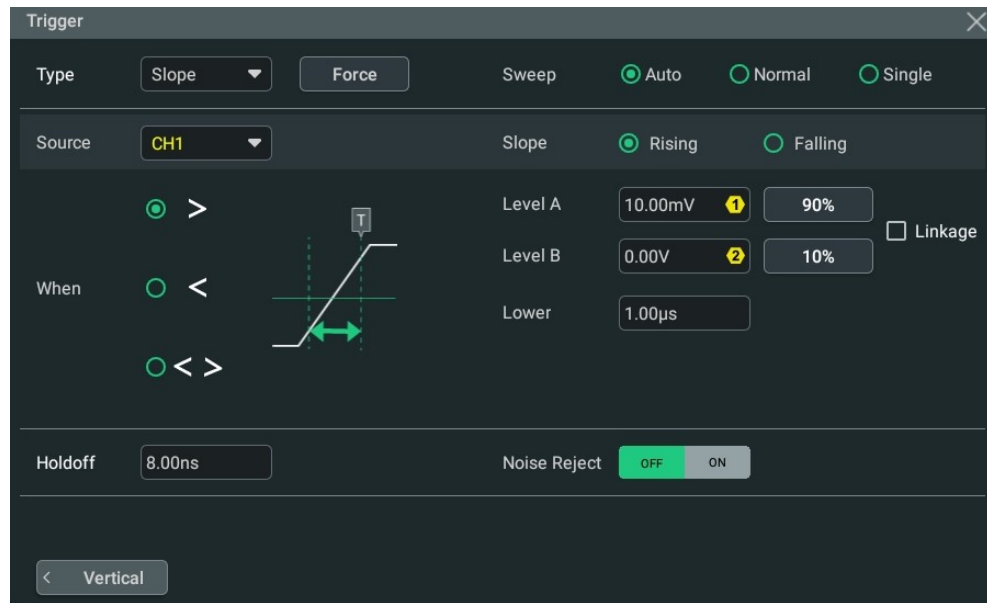 Trigger
Type Slope Force Sweep Auto Normal Single
Source CH1 Slope Rising Falling
> T Level A 10.00mV 1 90%
Linkage
Level B 0.00V 2 10%
When <
Lower 1.00µs
< >
Holdoff 8.00ns Noise Reject OFF ON
< Vertical